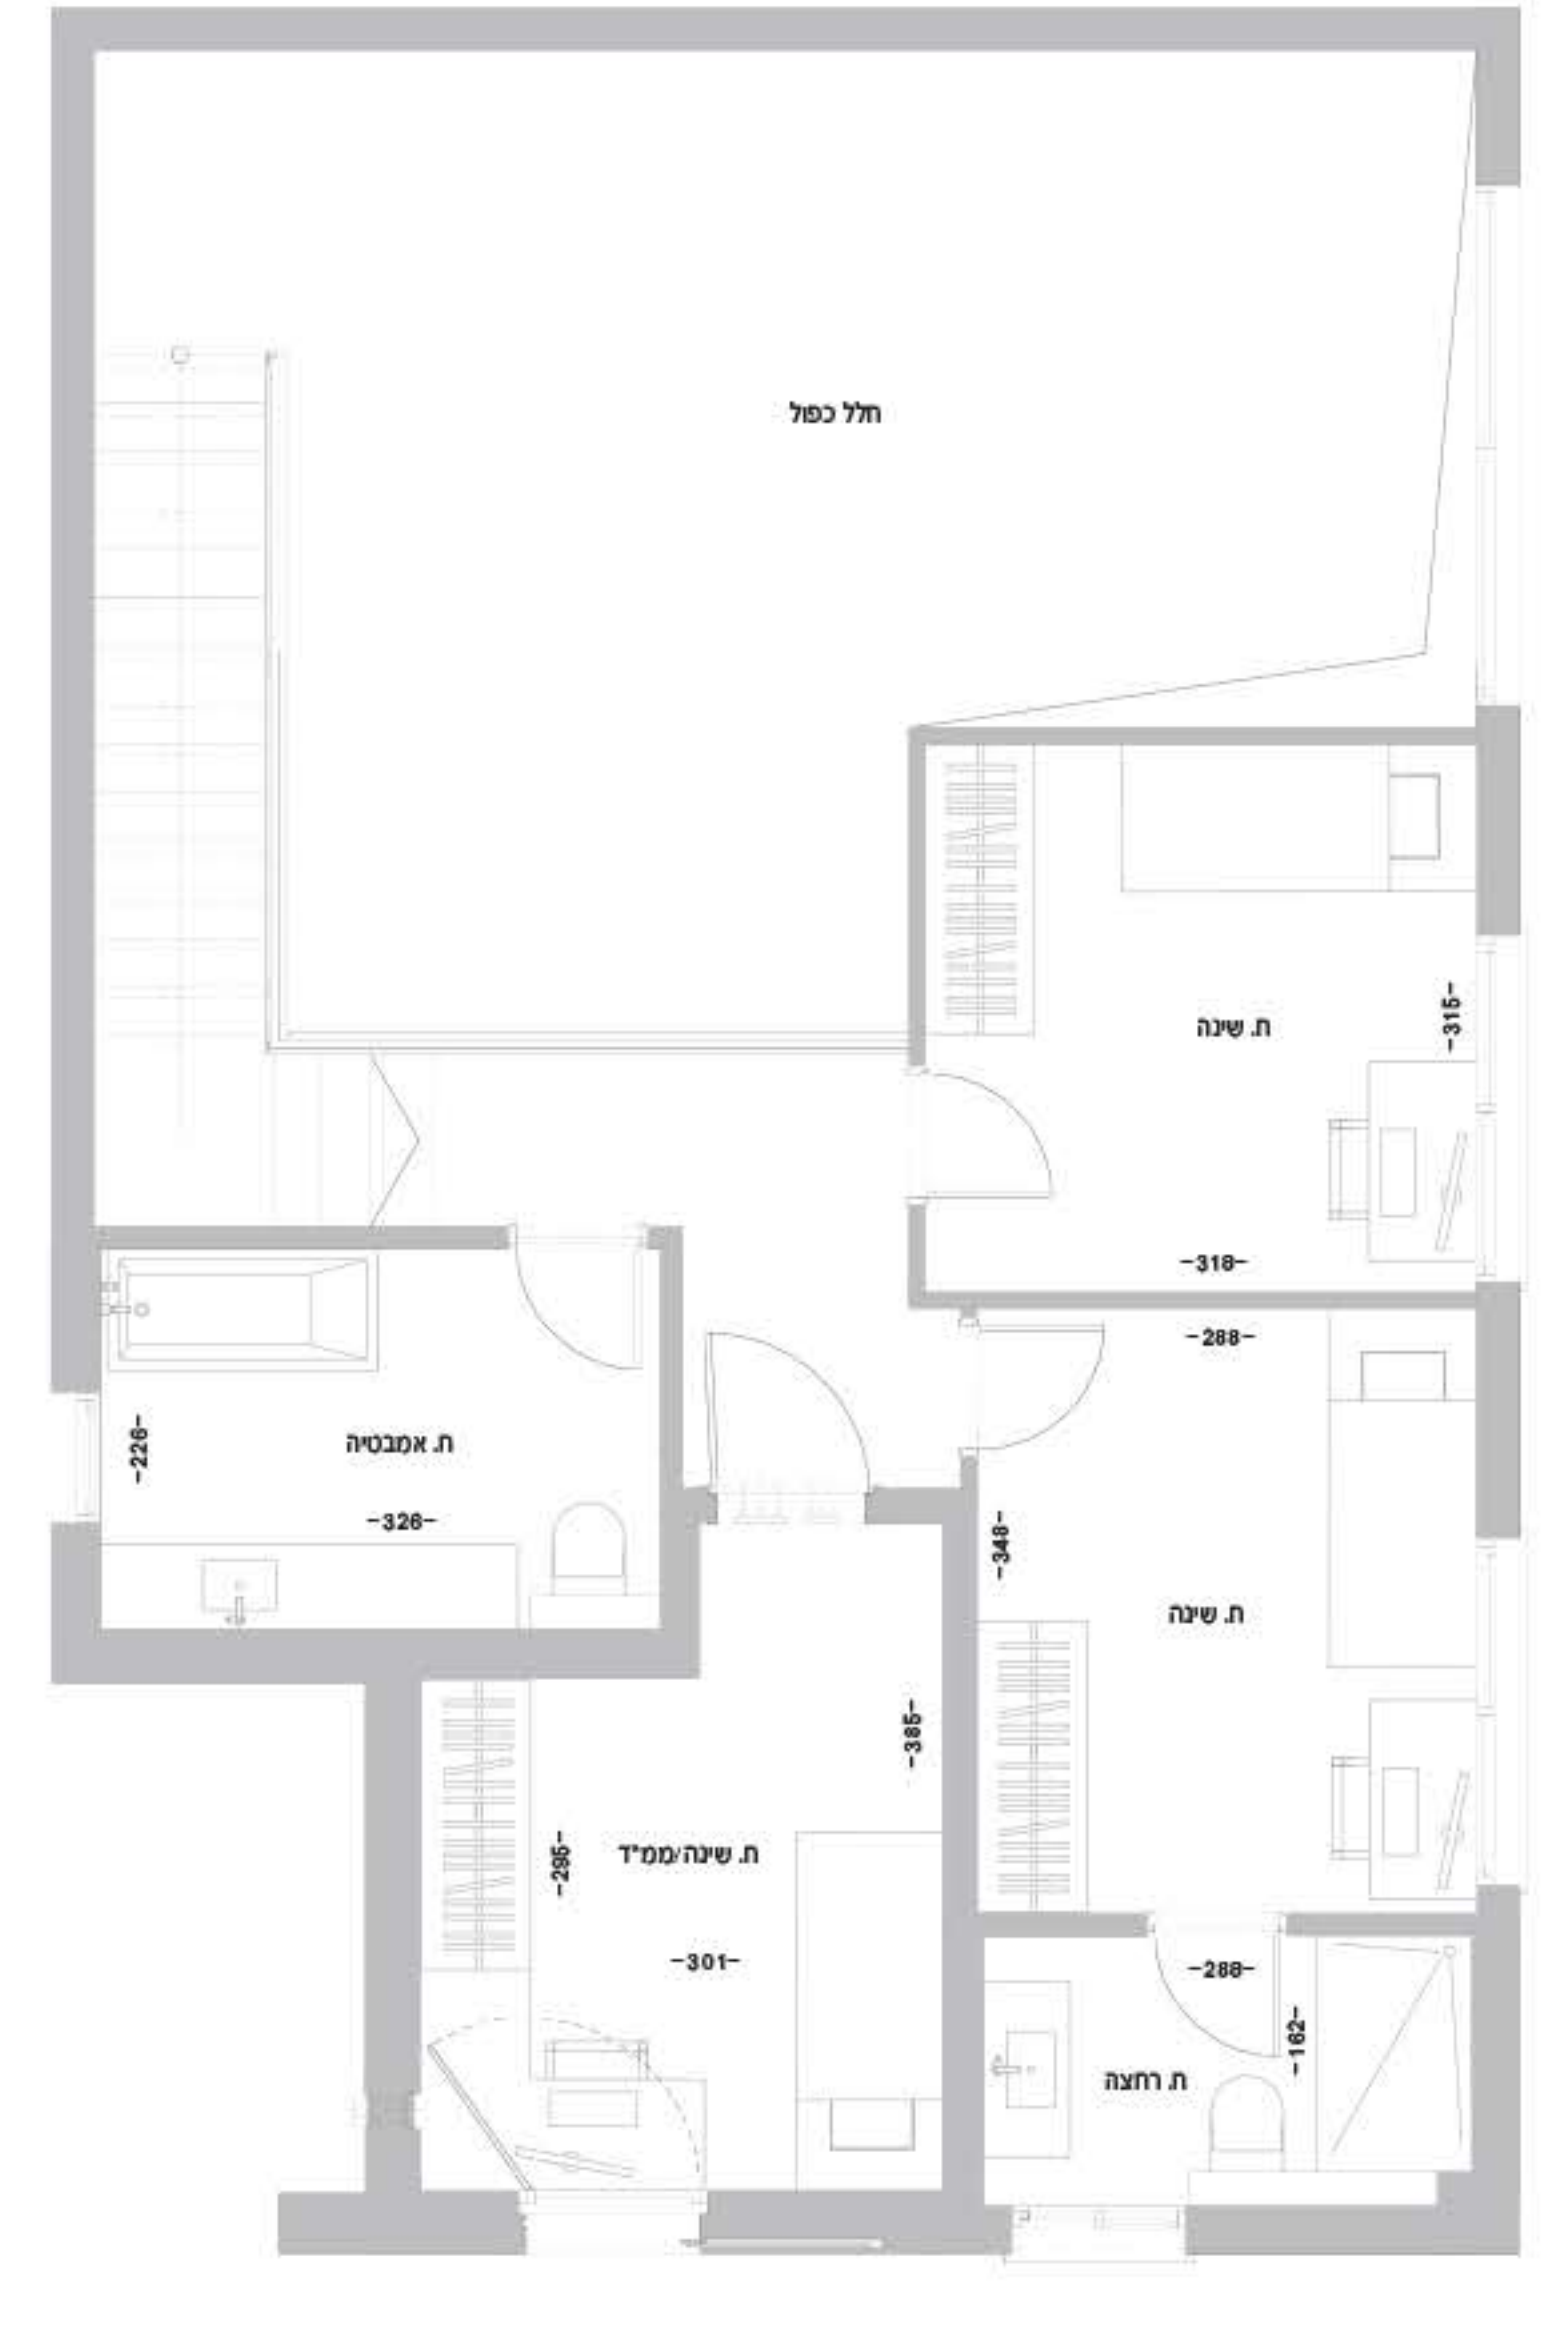 חלל כפול
ח. שינה
-315-
-318-
-288-
ח. אמבטיה
-226-
-326-
-348-
ח. שינה
-385-
ח. שינה/ממ"ד
-295-
-301-
-288-
-162-
ח. רחצה